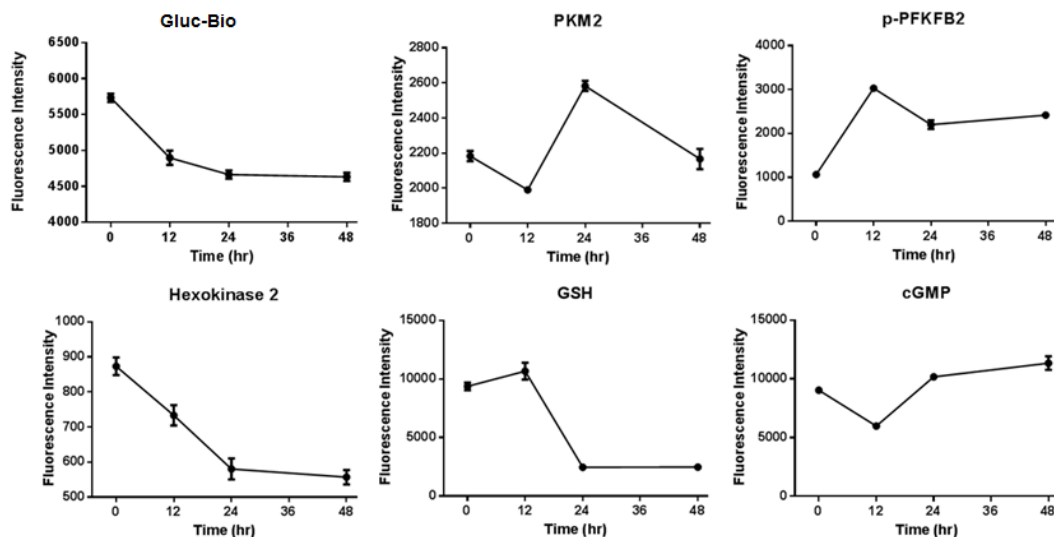 Gluc-Bio
Fluorescence Intensity
6500
6000
5500
5000
4500
4000
0 12 24 36 48
Time (hr)
PKM2
Fluorescence Intensity
2800
2600
2400
2200
2000
1800
0 12 24 36 48
Time (hr)
p-PFKFB2
Fluorescence Intensity
4000
3000
2000
1000
0
0 12 24 36 48
Time (hr)
Hexokinase 2
Fluorescence Intensity
1000
900
800
700
600
500
0 12 24 36 48
Time (hr)
GSH
Fluorescence Intensity
15000
10000
5000
0
0 12 24 36 48
Time (hr)
cGMP
Fluorescence Intensity
15000
10000
5000
0
0 12 24 36 48
Time (hr)